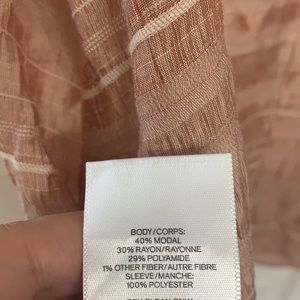 BODY/CORPS:
40% MODAL
30% RAYON/RAYONNE
29% POLYAMIDE
1% OTHER FIBER/AUTRE FIBRE
SLEEVE/MANCHE:
100% POLYESTER